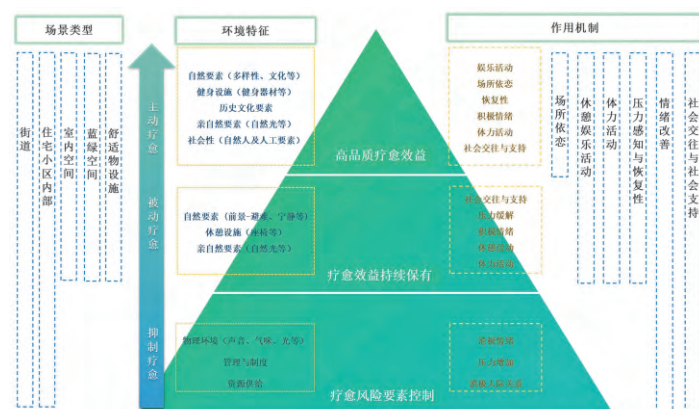 场景类型
环境特征
作用机制
街道
住宅小区内部
室内空间
蓝绿空间
舒适物设施
主动疗愈
被动疗愈
抑制疗愈
自然要素（多样性、文化等）
健身设施（健身器材等）
历史文化要素
亲自然要素（自然光等）
社会性（自然人及人工要素）
高品质疗愈效益
娱乐活动
场所依恋
恢复性
积极情绪
体力活动
社会交往与支持
自然要素（前景-避难、宁静等）
休憩设施（座椅等）
亲自然要素（自然光等）
疗愈效益持续保有
社会交往与支持
压力缓解
积极情绪
休憩活动
体力活动
物理环境（声音、气味、光等）
管理与制度
资源供给
疗愈风险要素控制
消极情绪
压力增加
消极人际关系
场所依恋
休憩娱乐活动
体力活动
压力感知与恢复性
情绪改善
社会交往与社会支持